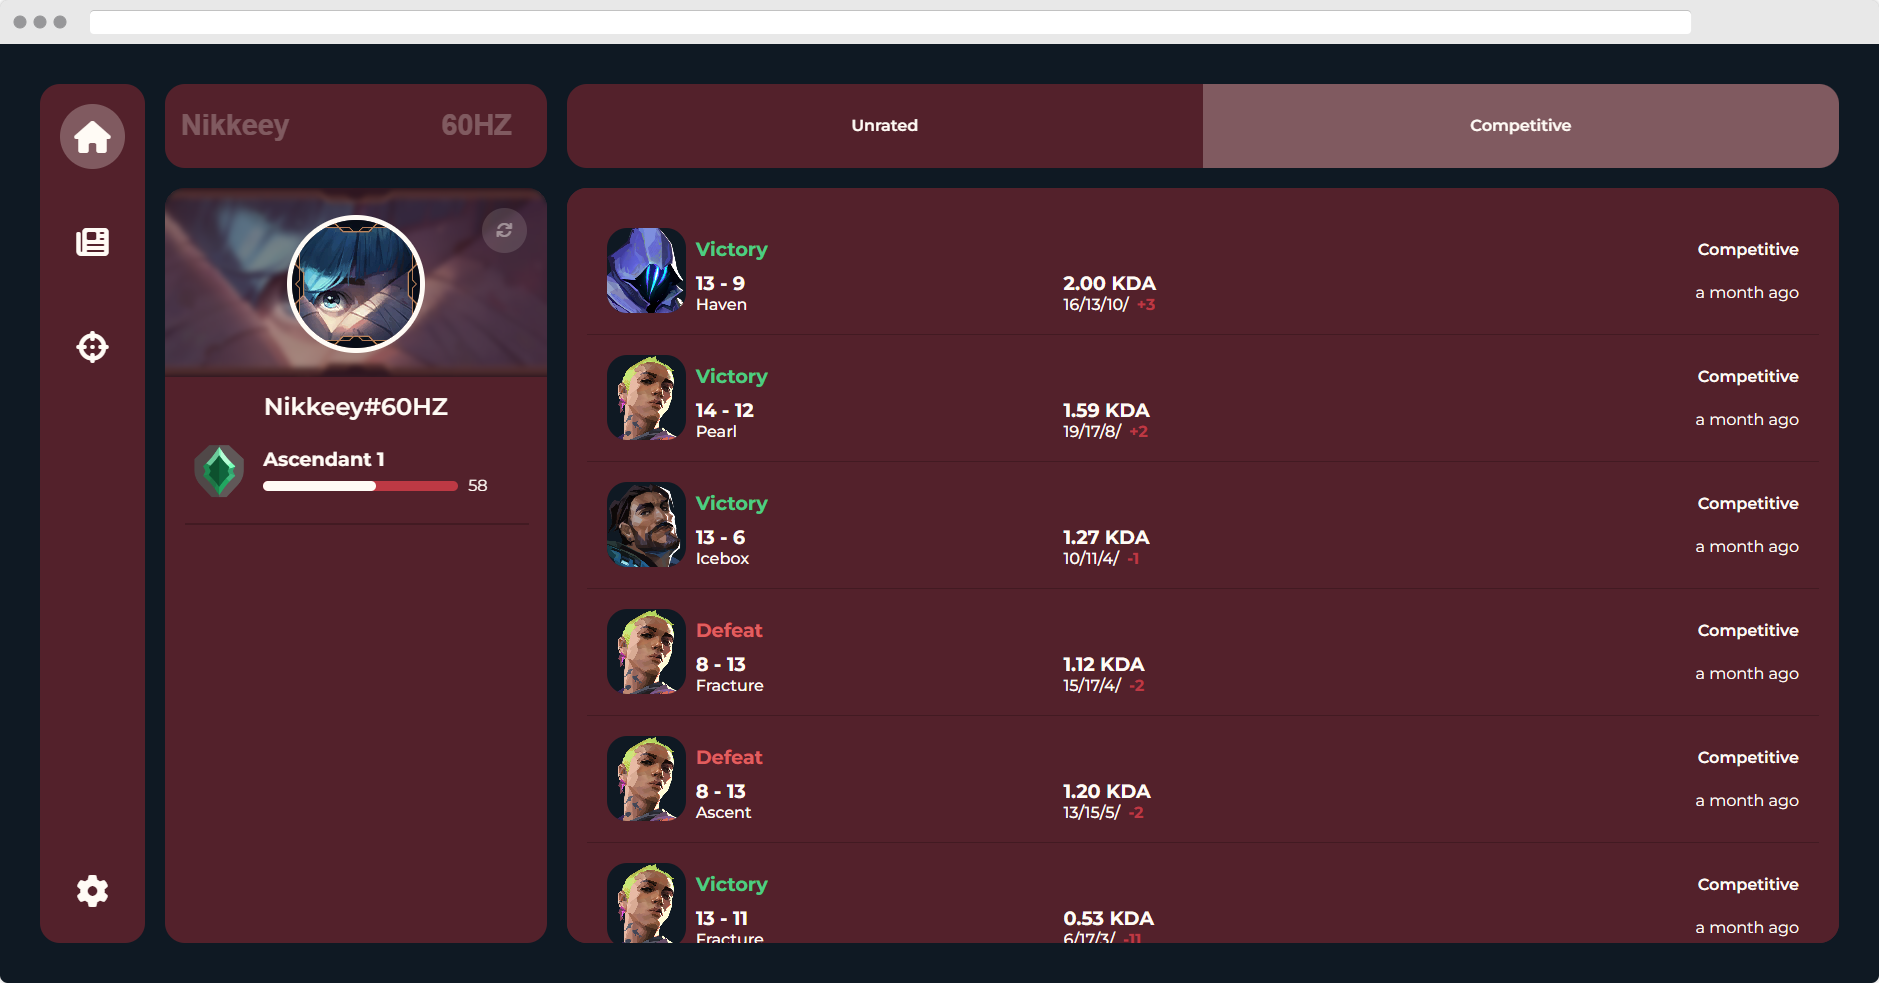 Nikkeey 60HZ
Unrated
Competitive
Nikkeey#60HZ
Ascendant 1
58
Victory
13 - 9
Haven
2.00 KDA
16/13/10/ +3
Competitive
a month ago
Victory
14 - 12
Pearl
1.59 KDA
19/17/8/ +2
Competitive
a month ago
Victory
13 - 6
Icebox
1.27 KDA
10/11/4/ -1
Competitive
a month ago
Defeat
8 - 13
Fracture
1.12 KDA
15/17/4/ -2
Competitive
a month ago
Defeat
8 - 13
Ascent
1.20 KDA
13/15/5/ -2
Competitive
a month ago
Victory
13 - 11
Fracture
0.53 KDA
6/17/3/ -11
Competitive
a month ago